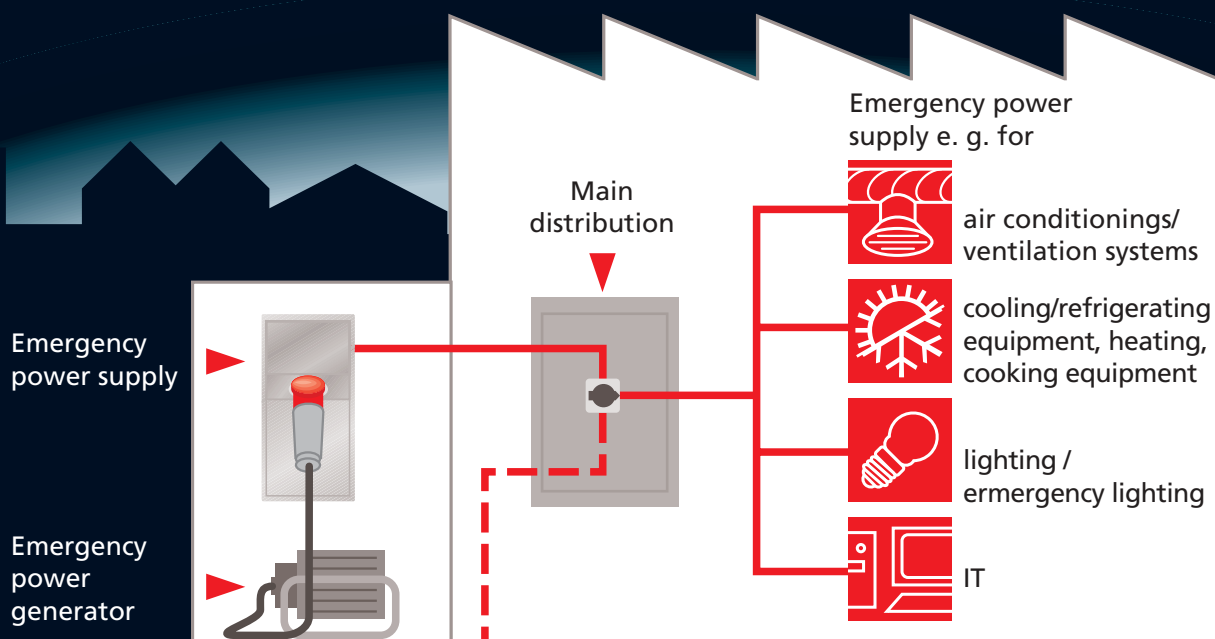 Emergency power
supply e. g. for
Main
distribution
air conditionings/
ventilation systems
Emergency
power supply
cooling/refrigerating
equipment, heating,
cooking equipment
lighting /
ermergency lighting
Emergency
power
generator
IT